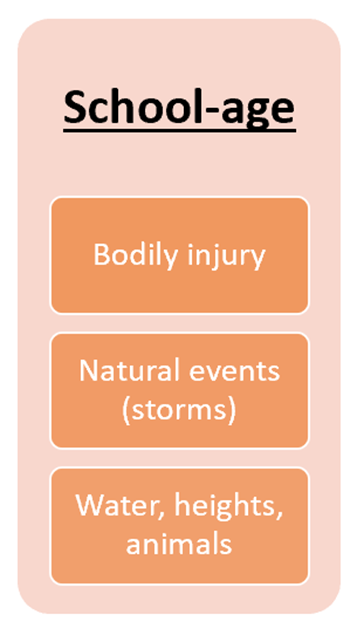 School-age
Bodily injury
Natural events
(storms)
Water, heights,
animals